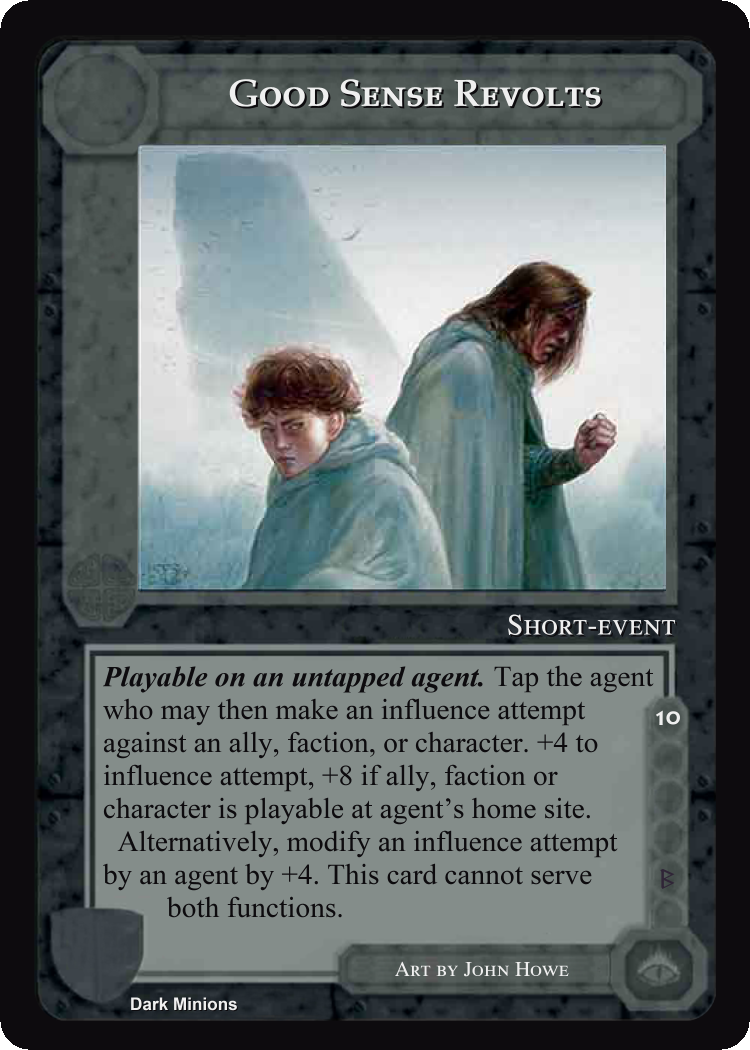 Good Sense Revolts
Short-event
Playable on an untapped agent. Tap the agent
who may then make an influence attempt
against an ally, faction, or character. +4 to
influence attempt, +8 if ally, faction or
character is playable at agent's home site.
Alternatively, modify an influence attempt
by an agent by +4. This card cannot serve
both functions.
10
B
Art by John Howe
Dark Minions